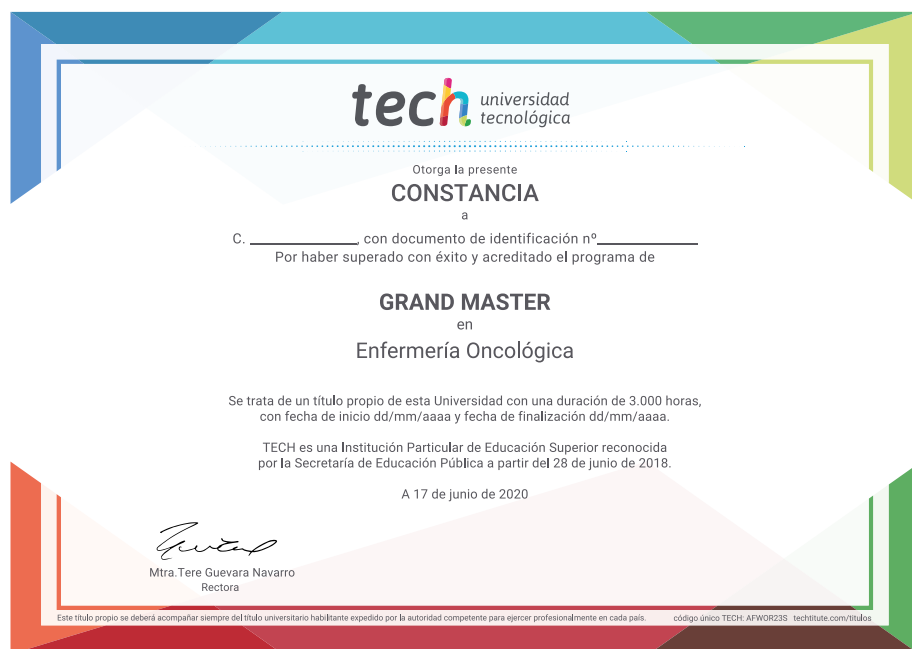 tech universidad
tecnológica
Otorga la presente
CONSTANCIA
a
C. ____________, con documento de identificación nº____________
Por haber superado con éxito y acreditado el programa de
GRAND MASTER
en
Enfermería Oncológica
Se trata de un título propio de esta Universidad con una duración de 3.000 horas,
con fecha de inicio dd/mm/aaaa y fecha de finalización dd/mm/aaaa.
TECH es una Institución Particular de Educación Superior reconocida
por la Secretaría de Educación Pública a partir del 28 de junio de 2018.
A 17 de junio de 2020
Mtra.Tere Guevara Navarro
Rectora
Este título propio se deberá acompañar siempre del título universitario habilitante expedido por la autoridad competente para ejercer profesionalmente en cada país. código único TECH: AFWOR23S techtitute.com/titulos